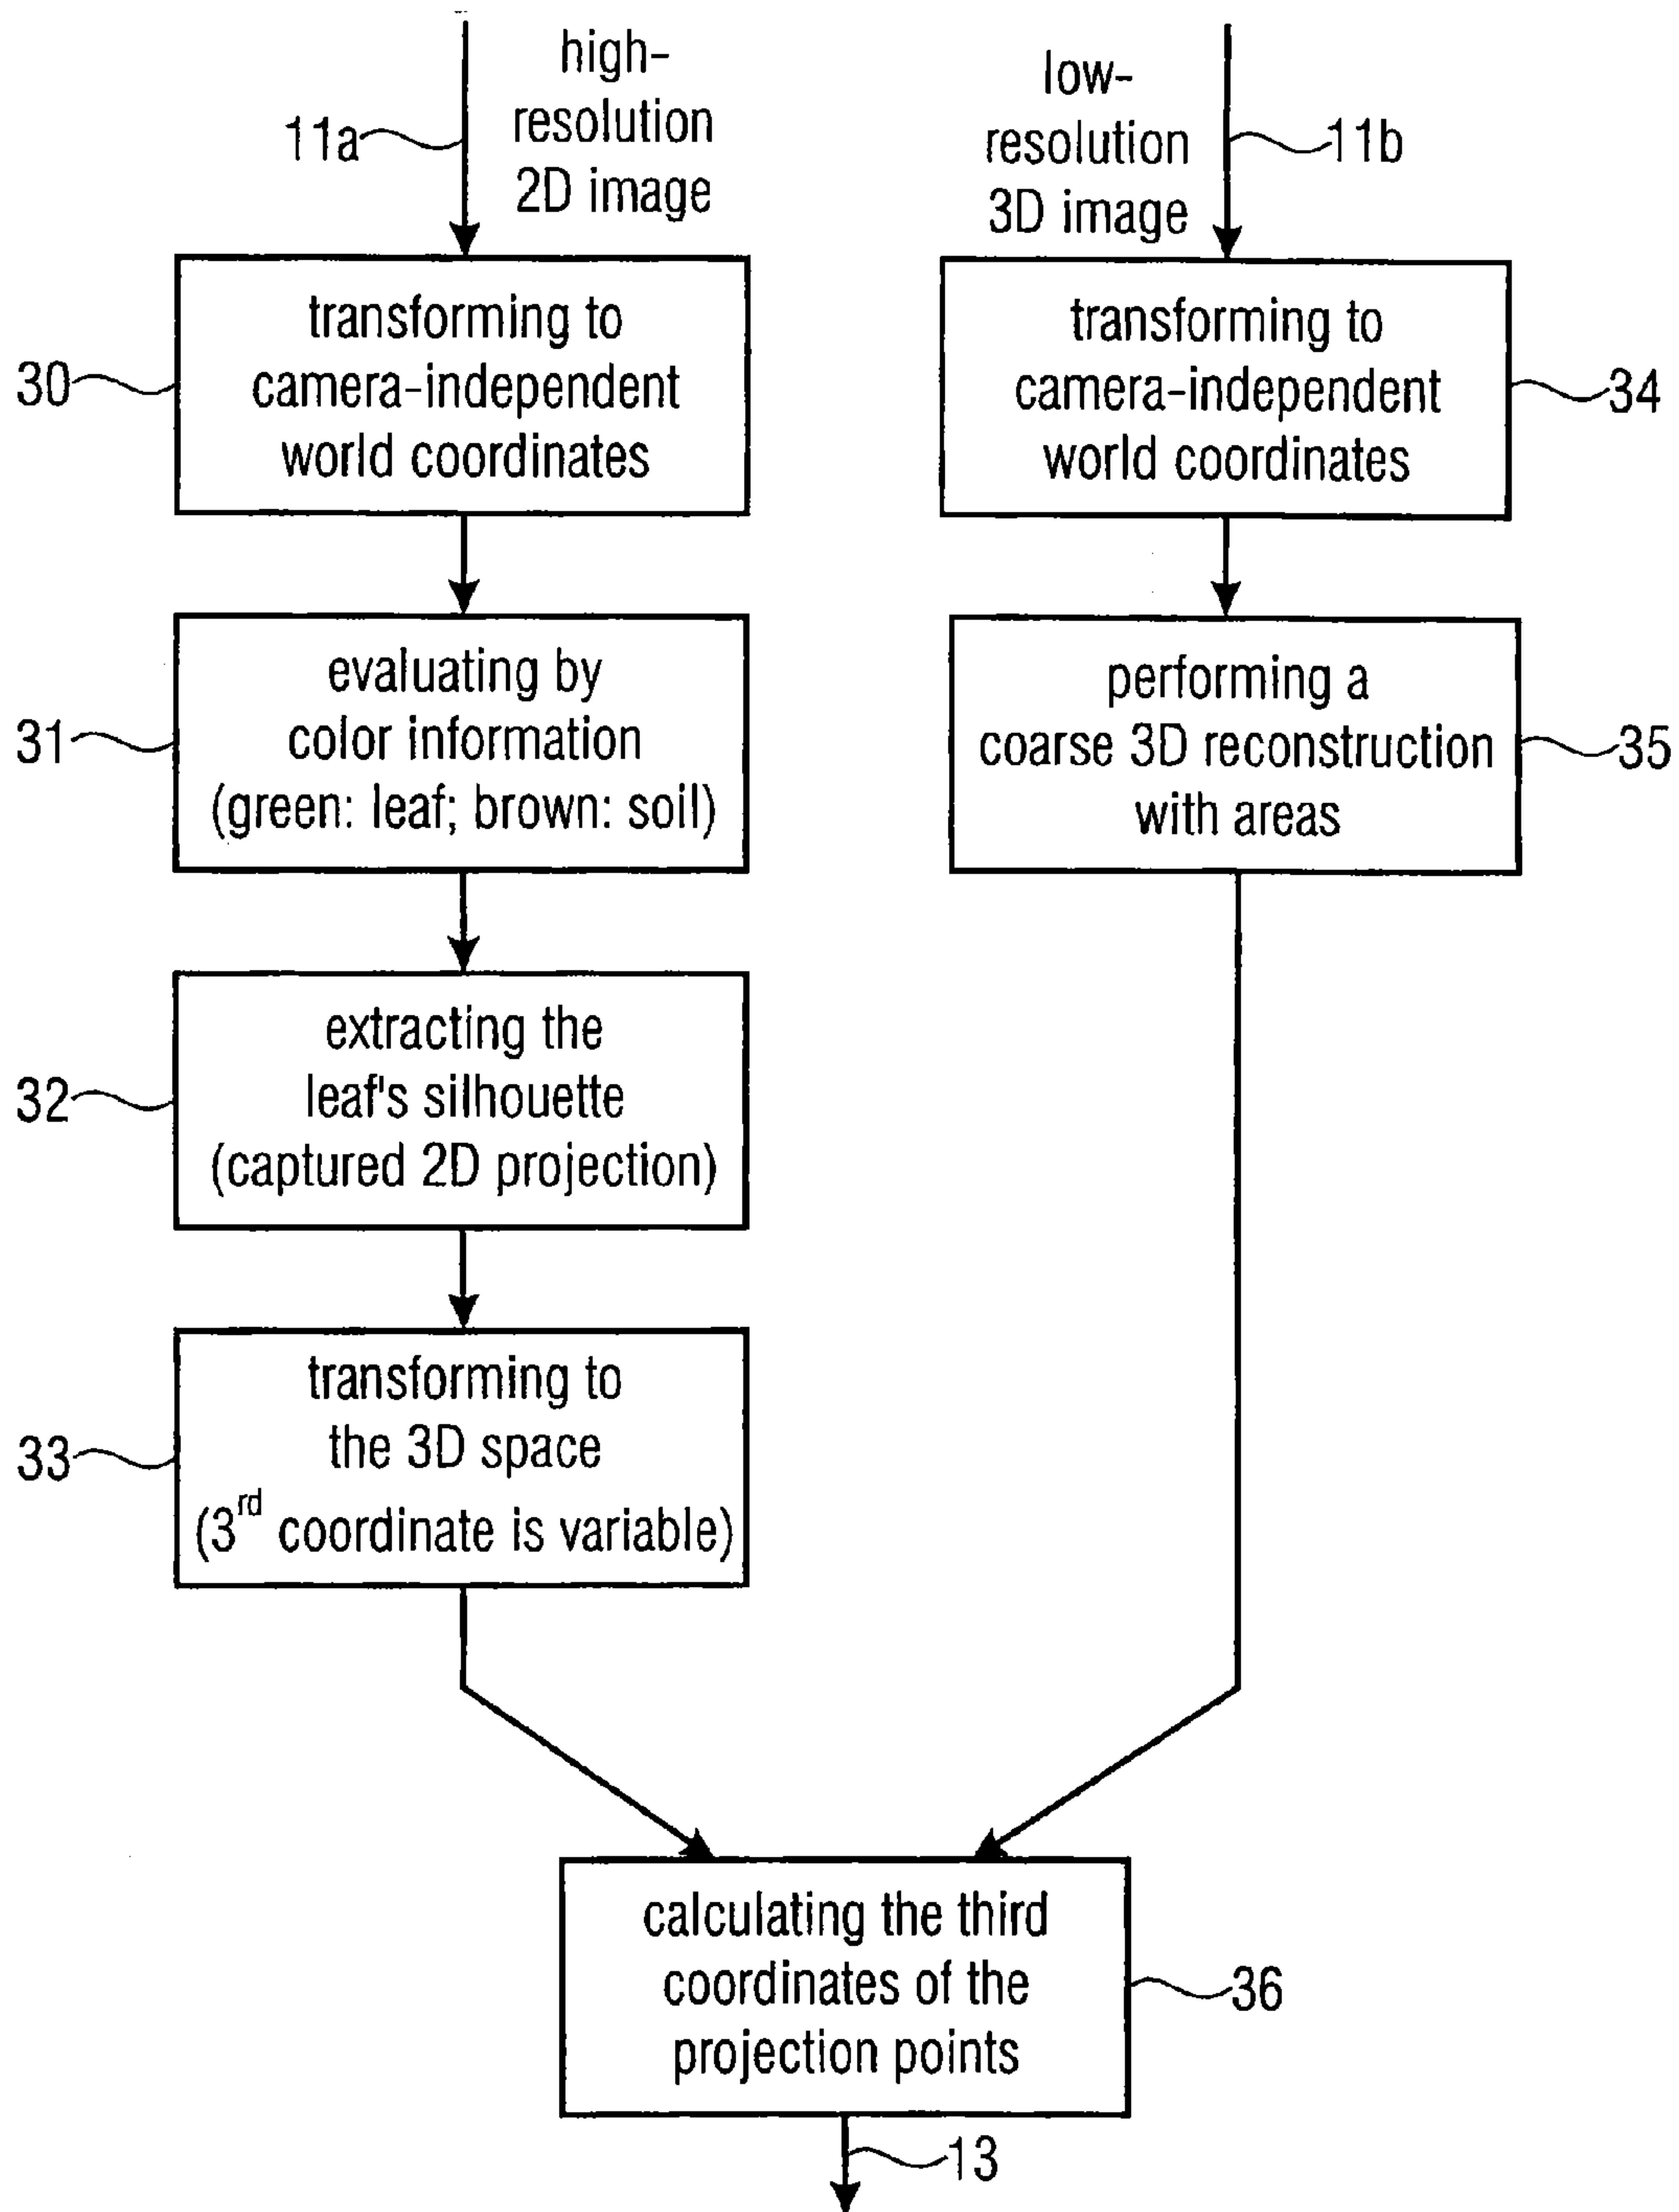 high-
resolution
2D image
11a
low-
resolution
3D image
11b
transforming to
camera-independent
world coordinates
30
transforming to
camera-independent
world coordinates
34
evaluating by
color information
(green: leaf; brown: soil)
31
performing a
coarse 3D reconstruction
with areas
35
extracting the
leaf's silhouette
(captured 2D projection)
32
transforming to
the 3D space
(3rd coordinate is variable)
33
calculating the third
coordinates of the
projection points
36
13